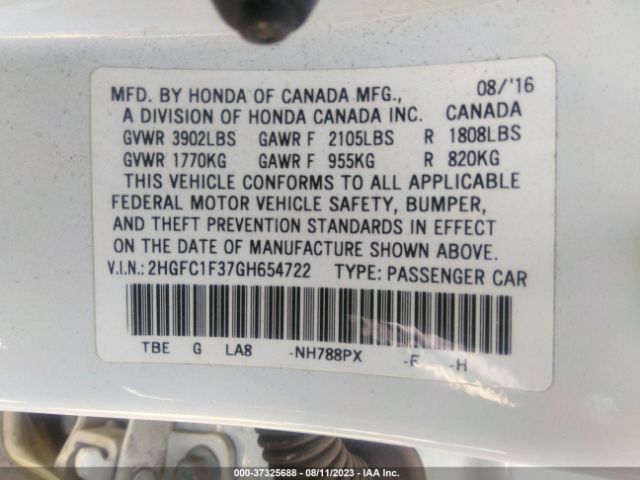 MFD. BY HONDA OF CANADA MFG., 08/'16
A DIVISION OF HONDA CANADA INC. CANADA
GVWR 3902LBS GAWR F 2105LBS R 1808LBS
GVWR 1770KG GAWR F 955KG R 820KG
THIS VEHICLE CONFORMS TO ALL APPLICABLE
FEDERAL MOTOR VEHICLE SAFETY, BUMPER,
AND THEFT PREVENTION STANDARDS IN EFFECT
ON THE DATE OF MANUFACTURE SHOWN ABOVE.
V.I.N.: 2HGFC1F37GH654722 TYPE: PASSENGER CAR
TBE G LA8 -NH788PX -F -H
000-37325688 - 08/11/2023 - IAA Inc.